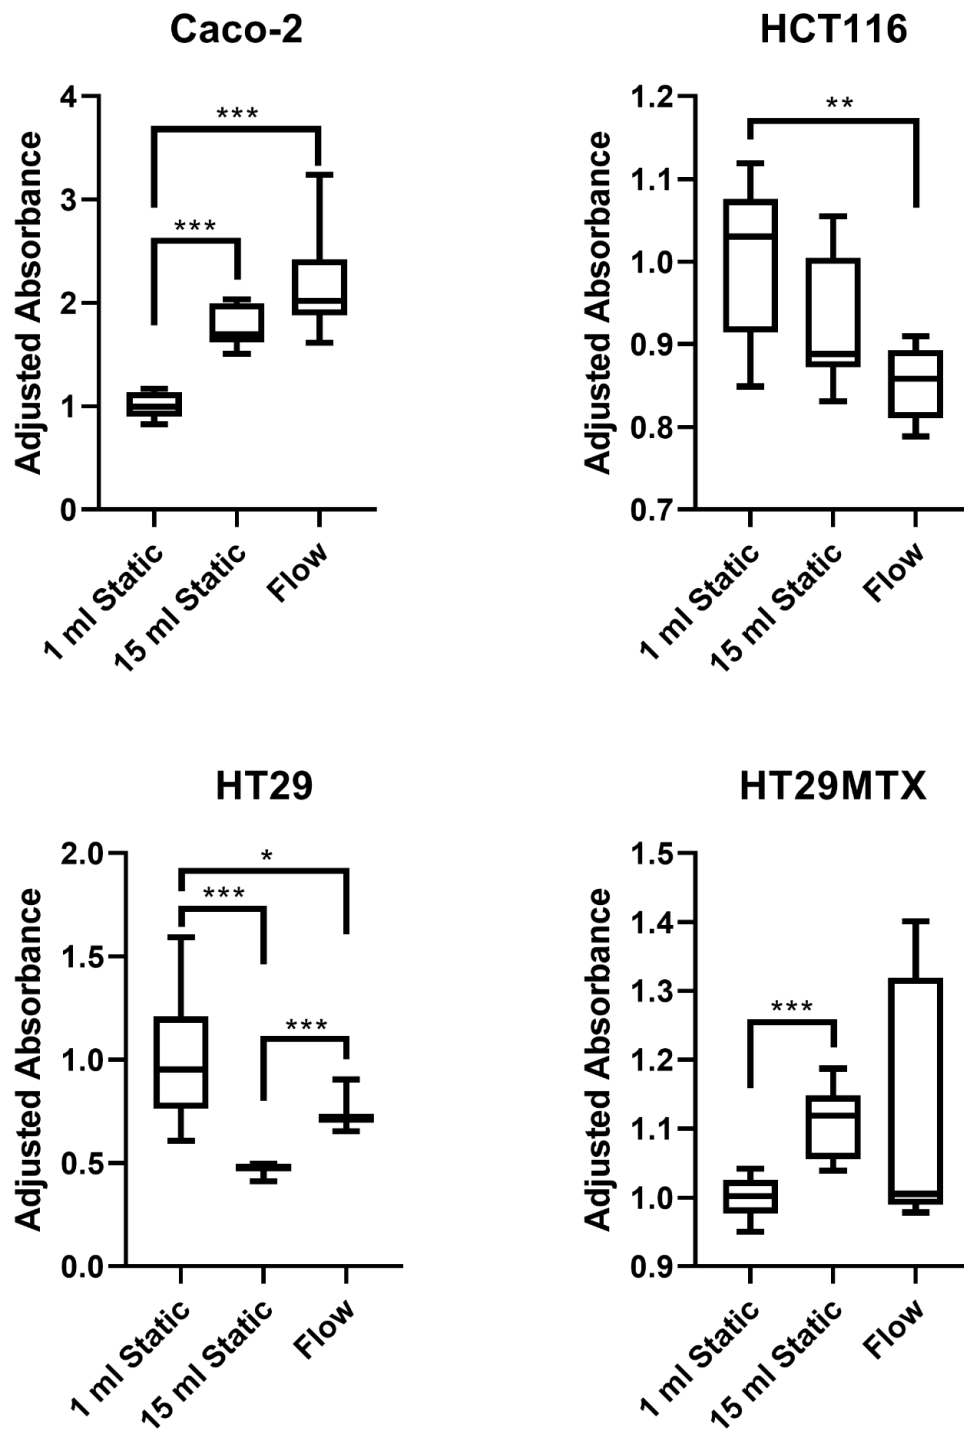 Caco-2
Adjusted Absorbance
4
3
2
1
0
***
***
1 ml Static
15 ml Static
Flow
HCT116
Adjusted Absorbance
1.2
1.1
1.0
0.9
0.8
0.7
**
1 ml Static
15 ml Static
Flow
HT29
Adjusted Absorbance
2.0
1.5
1.0
0.5
0.0
*
***
***
1 ml Static
15 ml Static
Flow
HT29MTX
Adjusted Absorbance
1.5
1.4
1.3
1.2
1.1
1.0
0.9
***
1 ml Static
15 ml Static
Flow